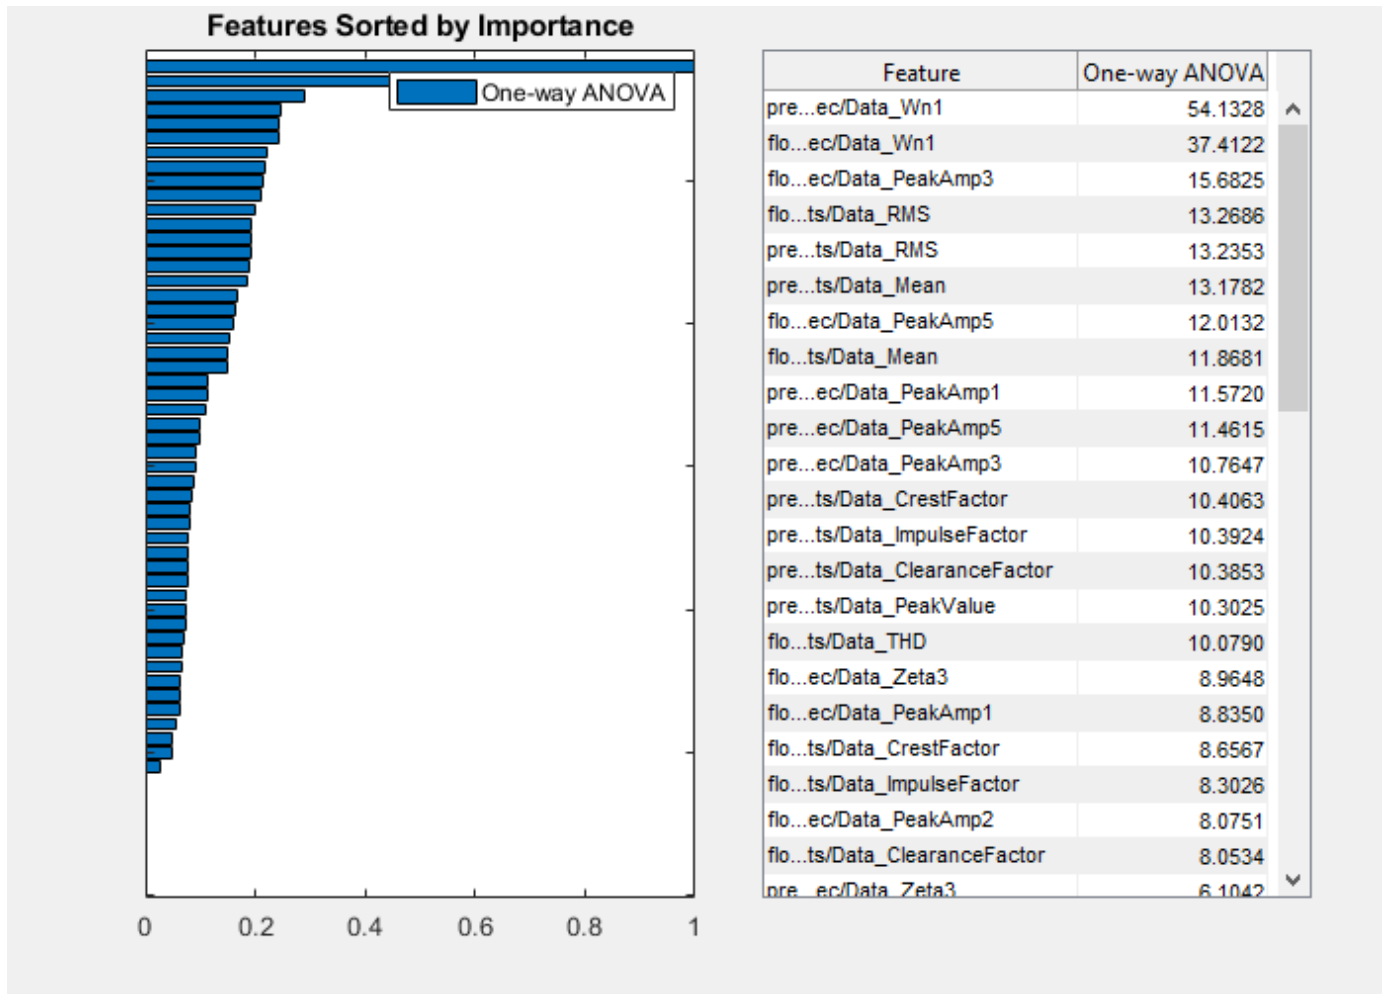 Features Sorted by Importance
One-way ANOVA
0 0.2 0.4 0.6 0.8 1
Feature One-way ANOVA
pre...ec/Data_Wn1 54.1328
flo...ec/Data_Wn1 37.4122
flo...ec/Data_PeakAmp3 15.6825
flo...ts/Data_RMS 13.2686
pre...ts/Data_RMS 13.2353
pre...ts/Data_Mean 13.1782
flo...ec/Data_PeakAmp5 12.0132
flo...ts/Data_Mean 11.8681
pre...ec/Data_PeakAmp1 11.5720
pre...ec/Data_PeakAmp5 11.4615
pre...ec/Data_PeakAmp3 10.7647
pre...ts/Data_CrestFactor 10.4063
pre...ts/Data_ImpulseFactor 10.3924
pre...ts/Data_ClearanceFactor 10.3853
pre...ts/Data_PeakValue 10.3025
flo...ts/Data_THD 10.0790
flo...ec/Data_Zeta3 8.9648
flo...ec/Data_PeakAmp1 8.8350
flo...ts/Data_CrestFactor 8.6567
flo...ts/Data_ImpulseFactor 8.3026
flo...ec/Data_PeakAmp2 8.0751
flo...ts/Data_ClearanceFactor 8.0534
pre...ec/Data_Zeta3 6.1042